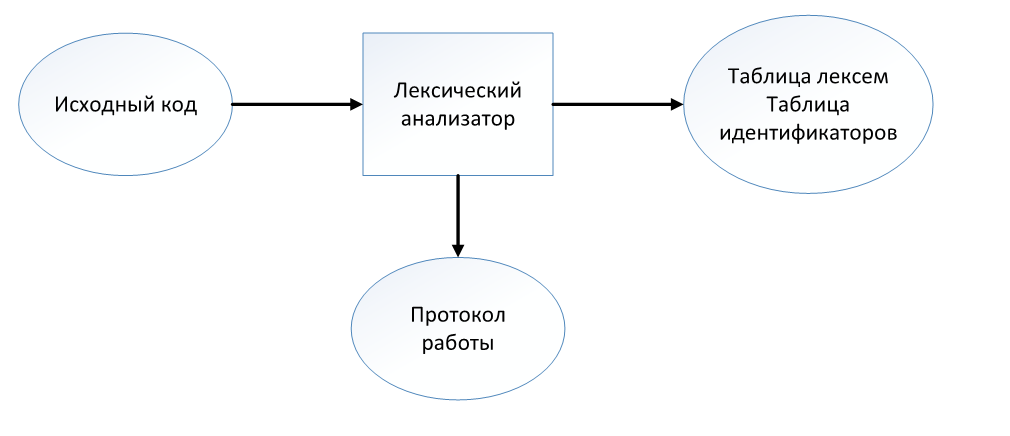 Исходный код
Лексический
анализатор
Таблица лексем
Таблица
идентификаторов
Протокол
работы